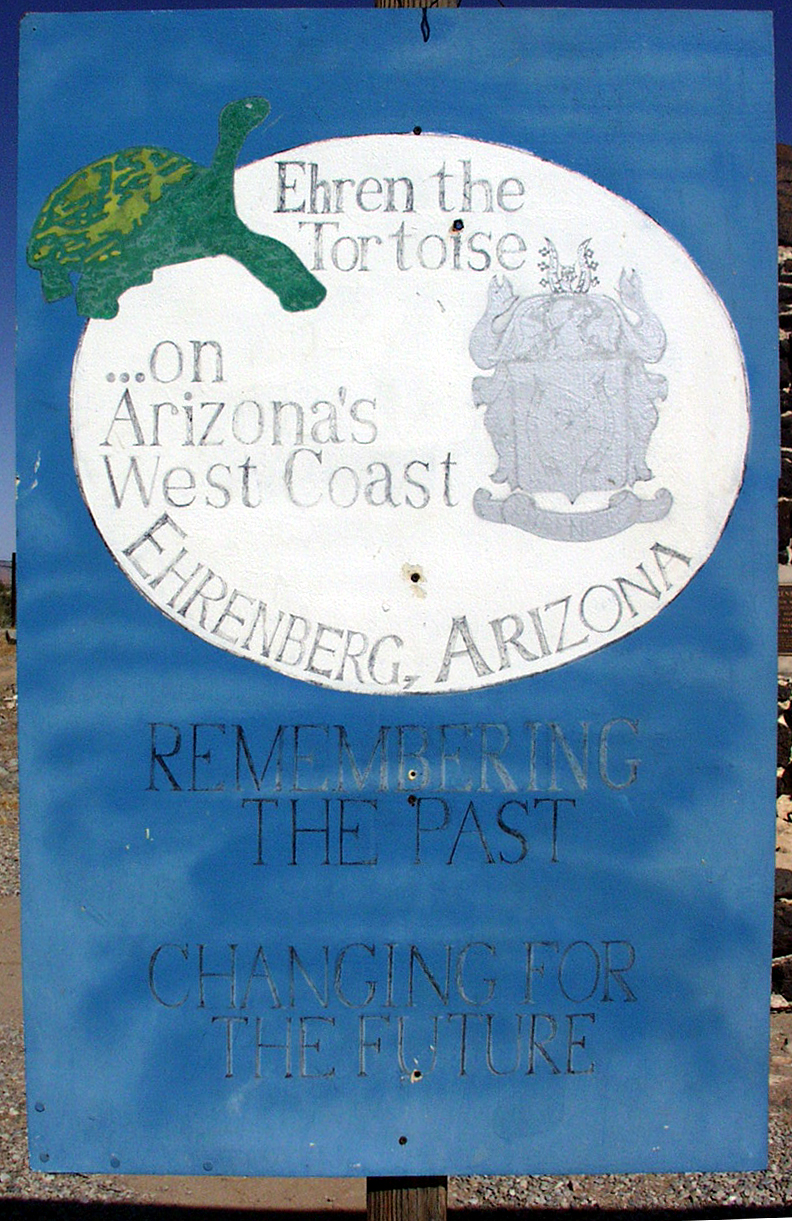 Ehren the
Tortoise
...on
Arizona's
West Coast
EHRENBERG, ARIZONA
REMEMBERING
THE PAST
CHANGING FOR
THE FUTURE